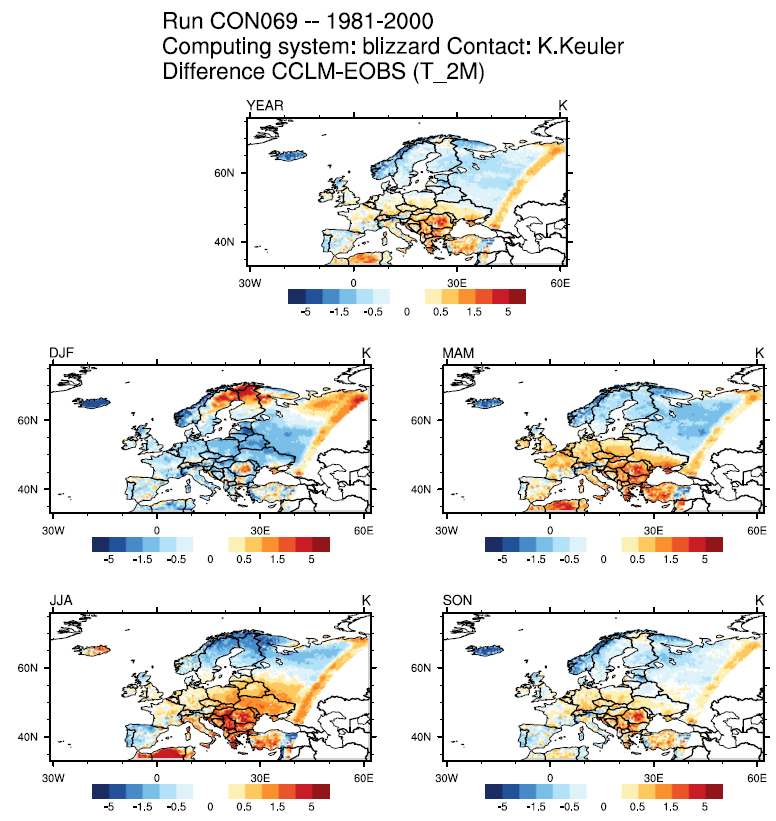 Run CON069 -- 1981-2000
Computing system: blizzard Contact: K.Keuler
Difference CCLM-EOBS (T_2M)
YEAR K
60N
40N
30W 0 30E 60E
-5 -1.5 -0.5 0 0.5 1.5 5
DJF K
60N
40N
30W 0 30E 60E
-5 -1.5 -0.5 0 0.5 1.5 5
MAM K
60N
40N
30W 0 30E 60E
-5 -1.5 -0.5 0 0.5 1.5 5
JJA K
60N
40N
30W 0 30E 60E
-5 -1.5 -0.5 0 0.5 1.5 5
SON K
60N
40N
30W 0 30E 60E
-5 -1.5 -0.5 0 0.5 1.5 5